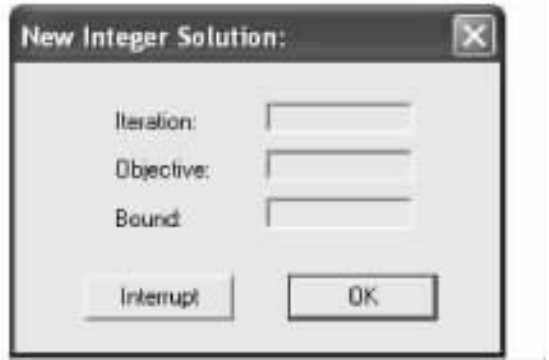 New Integer Solution:
Iteration:
Objective:
Bound:
Interrupt OK